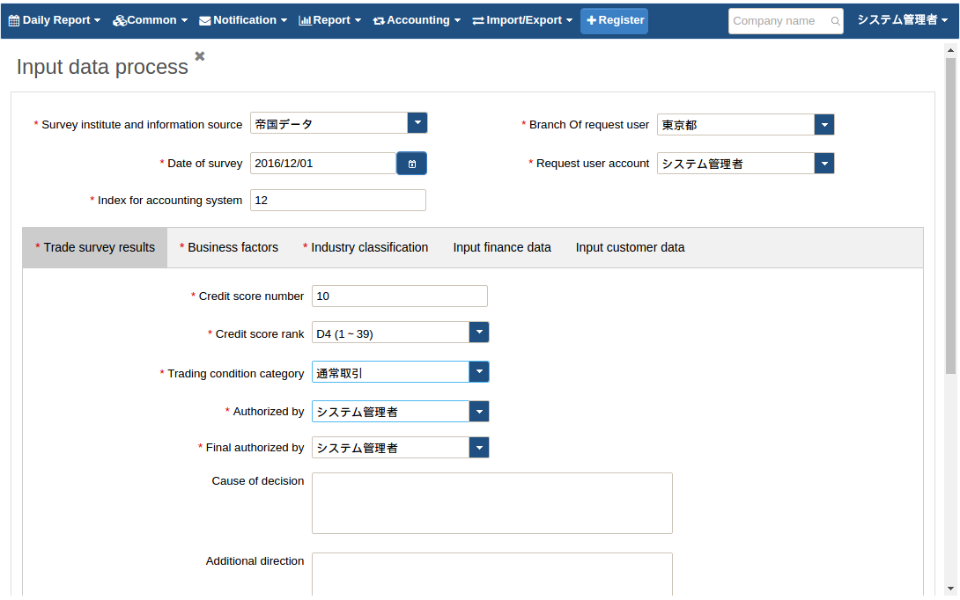 Daily Report Common Notification Report Accounting Import/Export Register Company name システム管理者
Input data process
* Survey institute and information source 帝国データ * Branch Of request user 東京都
* Date of survey 2016/12/01 * Request user account システム管理者
* Index for accounting system 12
* Trade survey results * Business factors * Industry classification Input finance data Input customer data
* Credit score number 10
* Credit score rank D4 (1 ~ 39)
* Trading condition category 通常取引
* Authorized by システム管理者
* Final authorized by システム管理者
Cause of decision
Additional direction